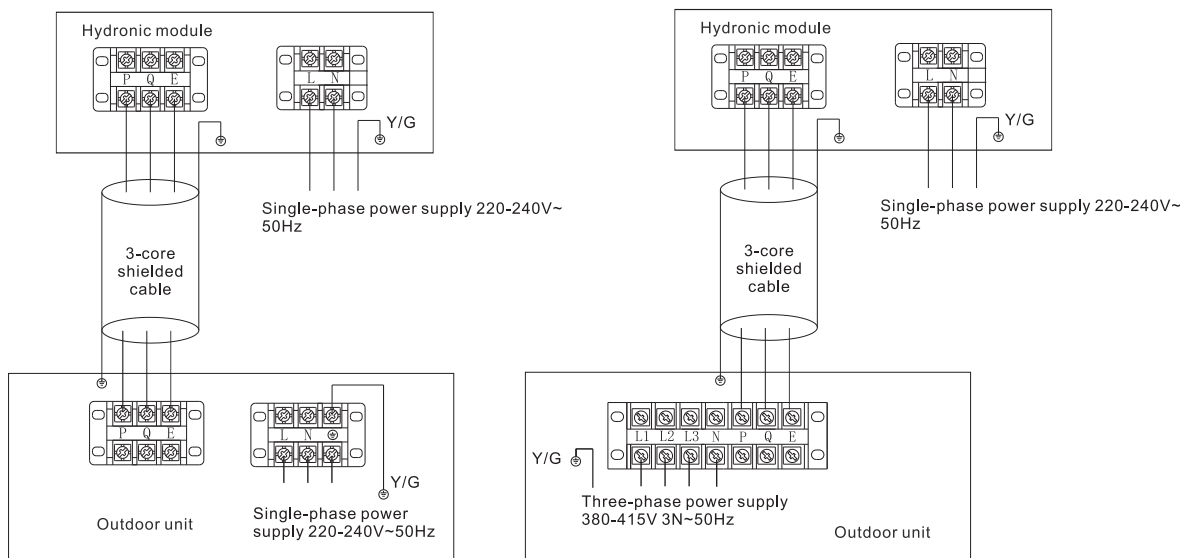 Hydronic module
P Q E
L N
Y/G
Single-phase power supply 220-240V~
50Hz
3-core
shielded
cable
P Q E
L N
Y/G
Single-phase power
supply 220-240V~50Hz
Outdoor unit
Hydronic module
P Q E
L N
Y/G
Single-phase power supply 220-240V~
50Hz
3-core
shielded
cable
L1 L2 L3 N P Q E
Y/G
Three-phase power supply
380-415V 3N~50Hz
Outdoor unit